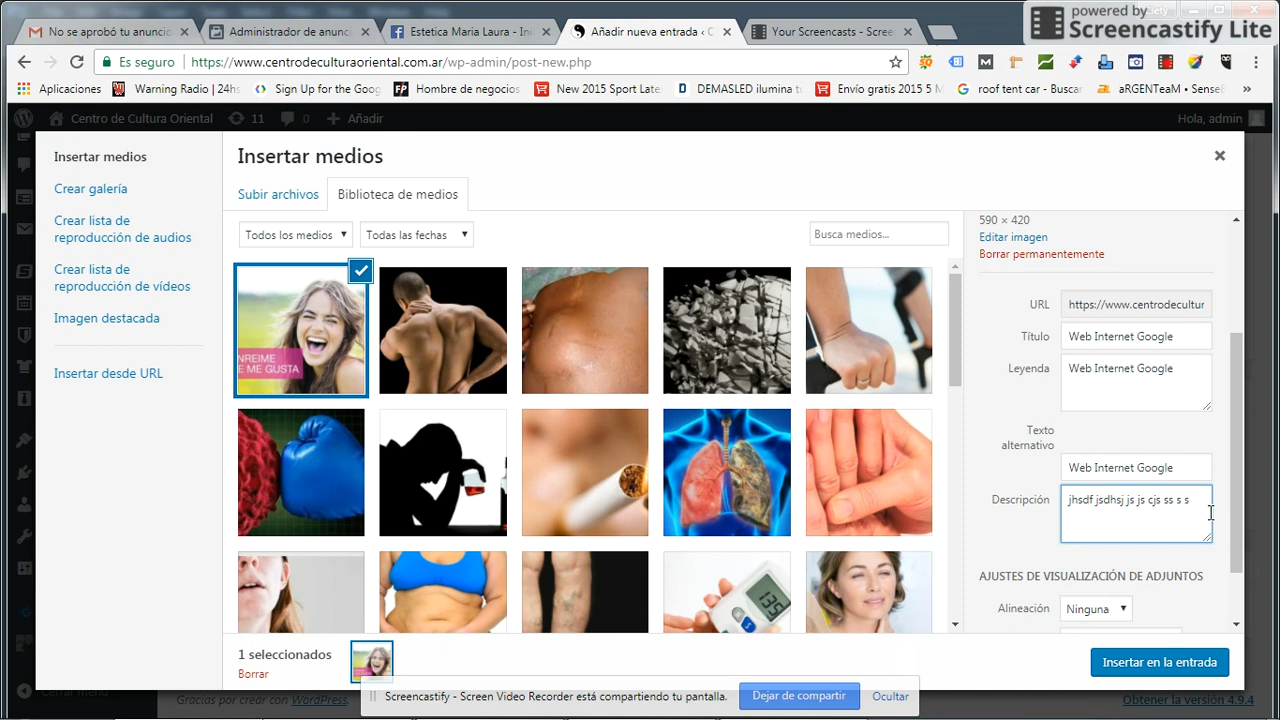 powered by
Screencastify Lite
No se aprobó tu anuncio
Administrador de anunci
Estetica Maria Laura - Ini
Añadir nueva entrada ‹ C
Your Screencasts - Scree
Es seguro
https://www.centrodeculturaoriental.com.ar/wp-admin/post-new.php
Aplicaciones
Warning Radio | 24hs
Sign Up for the Goog
Hombre de negocios
New 2015 Sport Late
DEMASLED ilumina t
Envío gratis 2015 5 M
roof tent car - Buscar
aRGENTeaM • Sense8
»
Centro de Cultura Oriental
11
0
Añadir
Hola, admin
Insertar medios
Crear galería
Crear lista de
reproducción de audios
Crear lista de
reproducción de vídeos
Imagen destacada
Insertar desde URL
Insertar medios
Subir archivos
Biblioteca de medios
Todos los medios
Todas las fechas
Busca medios...
NREIME
E ME GUSTA
135
590 × 420
Editar imagen
Borrar permanentemente
URL
https://www.centrodecultur
Título
Web Internet Google
Leyenda
Web Internet Google
Texto
alternativo
Web Internet Google
Descripción
jhsdf jsdhsj js js cjs ss s s
AJUSTES DE VISUALIZACIÓN DE ADJUNTOS
Alineación
Ninguna
1 seleccionados
Borrar
Insertar en la entrada
Cerrar menú
Gracias por crear con WordPress.
Obtener la versión 4.9.4
Screencastify - Screen Video Recorder está compartiendo tu pantalla.
Dejar de compartir
Ocultar